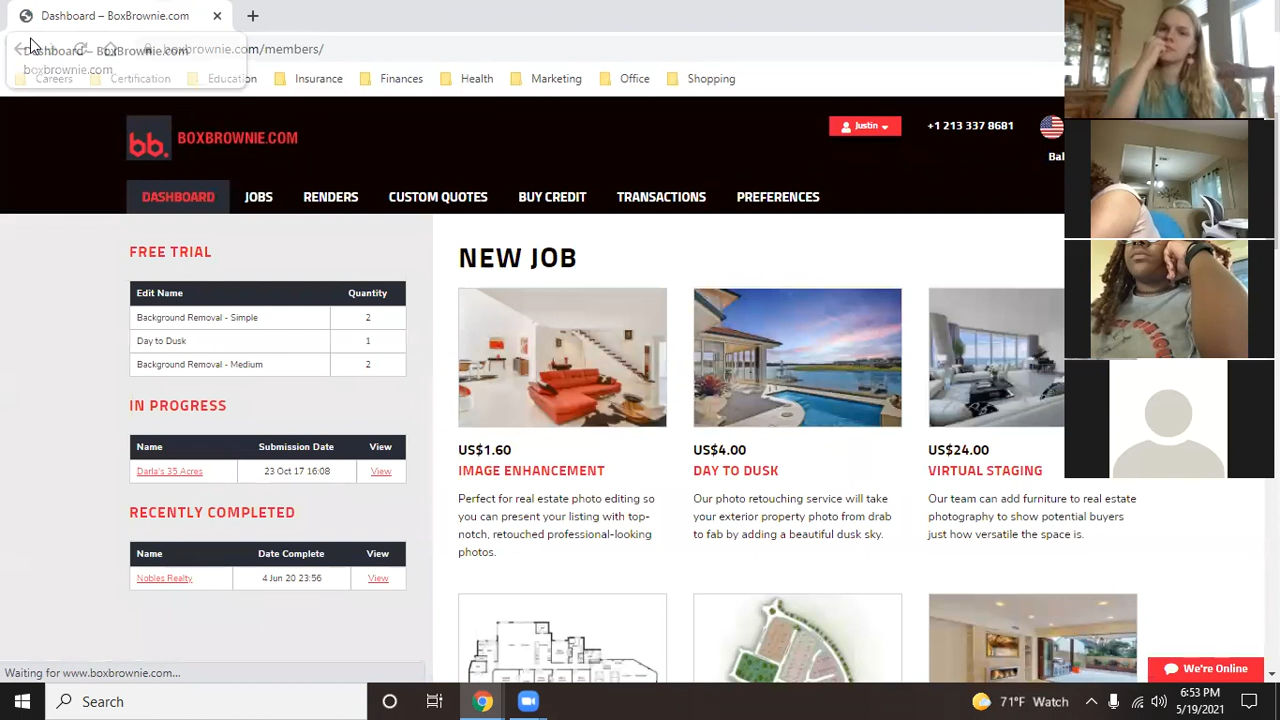 Dashboard – BoxBrownie.com
Dashboard – BoxBrownie.com
boxbrownie.com
boxbrownie.com/members/
Careers Certification Education Insurance Finances Health Marketing Office Shopping
bb. BOXBROWNIE.COM
Justin +1 213 337 8681
Bal
DASHBOARD JOBS RENDERS CUSTOM QUOTES BUY CREDIT TRANSACTIONS PREFERENCES
FREE TRIAL
Edit Name Quantity
Background Removal - Simple 2
Day to Dusk 1
Background Removal - Medium 2
IN PROGRESS
Name Submission Date View
Darla's 35 Acres 23 Oct 17 16:08 View
RECENTLY COMPLETED
Name Date Complete View
Nobles Realty 4 Jun 20 23:56 View
NEW JOB
US$1.60
IMAGE ENHANCEMENT
Perfect for real estate photo editing so
you can present your listing with top-
notch, retouched professional-looking
photos.
US$4.00
DAY TO DUSK
Our photo retouching service will take
your exterior property photo from drab
to fab by adding a beautiful dusk sky.
US$24.00
VIRTUAL STAGING
Our team can add furniture to real estate
photography to show potential buyers
just how versatile the space is.
We're Online
Waiting for www.boxbrownie.com...
Search
71°F Watch
6:53 PM
5/19/2021